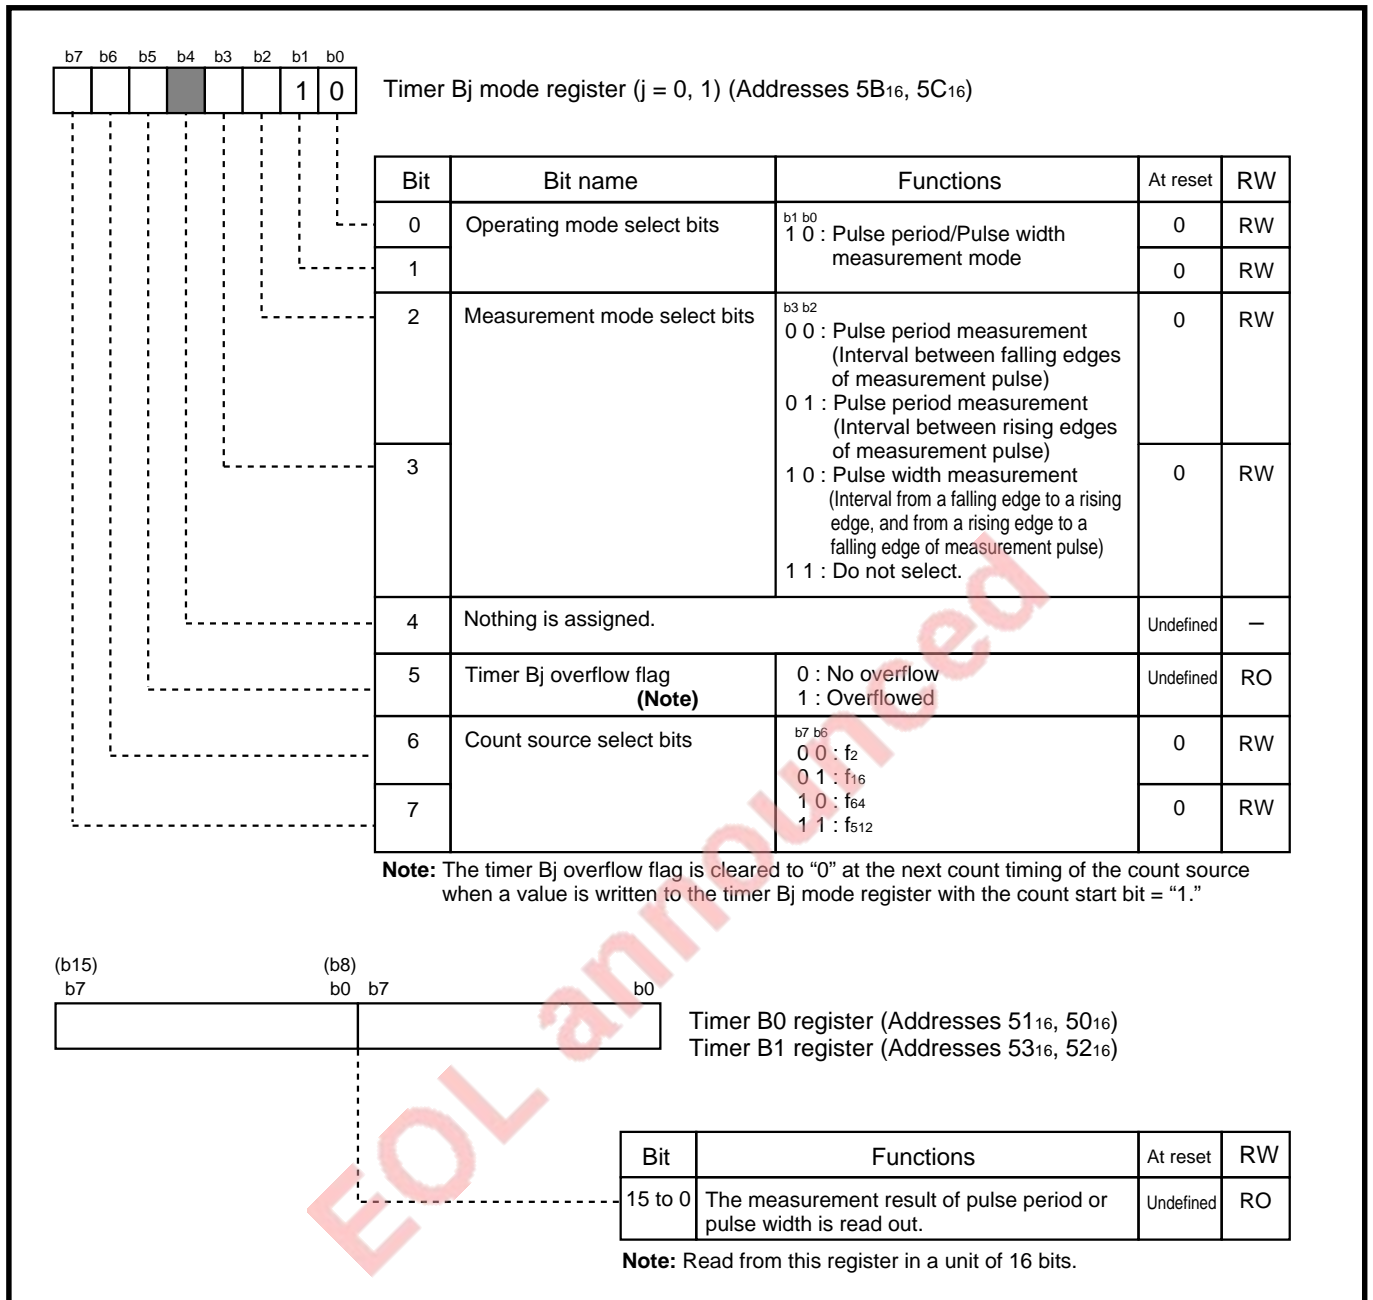 b7 b6 b5 b4 b3 b2 b1 b0
1 0
Timer Bj mode register (j = 0, 1) (Addresses 5B16, 5C16)
Bit Bit name Functions At reset RW
0 Operating mode select bits b1 b0 0 RW
1 0 : Pulse period/Pulse width
measurement mode
1 0 RW
2 Measurement mode select bits b3 b2 0 RW
0 0 : Pulse period measurement
(Interval between falling edges
of measurement pulse)
0 1 : Pulse period measurement
(Interval between rising edges
of measurement pulse)
3 0 RW
1 0 : Pulse width measurement
(Interval from a falling edge to a rising
edge, and from a rising edge to a
falling edge of measurement pulse)
1 1 : Do not select.
4 Nothing is assigned. Undefined –
5 Timer Bj overflow flag 0 : No overflow Undefined RO
(Note) 1 : Overflowed
6 Count source select bits b7 b6 0 RW
0 0 : f2
0 1 : f16
7 1 0 : f64 0 RW
1 1 : f512
Note: The timer Bj overflow flag is cleared to “0” at the next count timing of the count source
when a value is written to the timer Bj mode register with the count start bit = “1.”
(b15) (b8)
b7 b0 b7 b0
Timer B0 register (Addresses 5116, 5016)
Timer B1 register (Addresses 5316, 5216)
Bit Functions At reset RW
15 to 0 The measurement result of pulse period or Undefined RO
pulse width is read out.
Note: Read from this register in a unit of 16 bits.
EOL announced